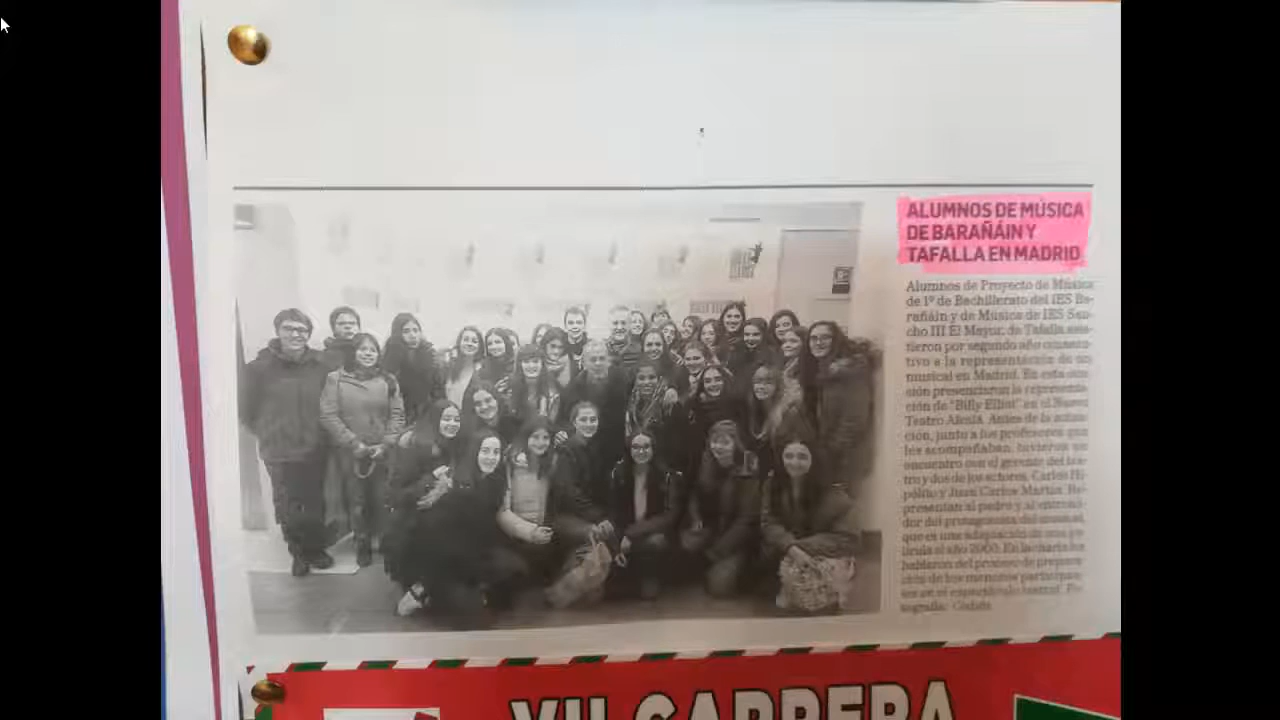 ALUMNOS DE MÚSICA
DE BARAÑÁIN Y
TAFALLA EN MADRID
Alumnos de Proyecto de Música
de 1º de Bachillerato del IES Ba-
rañáin y de Música de IES San-
cho III El Mayor, de Tafalla asis-
tieron por segundo año consecu-
tivo a la representación de un
musical en Madrid. En esta oca-
sión presenciaron la representa-
ción de "Billy Elliot" en el Nuevo
Teatro Alcalá. Antes de la actua-
ción, junto a los profesores que
les acompañaban, tuvieron un
encuentro con el gerente del tea-
tro y dos de los actores, Carlos Hi-
pólito y Juan Carlos Martín. Re-
presentan al padre y al entrena-
dor del protagonista del musical,
que es una adaptación de una pe-
lícula el año 2000. En la charla les
hablaron del proceso de prepara-
ción de los menores participan-
tes en el espectáculo teatral. Fo-
tografía: Cedida.
VII CARRERA